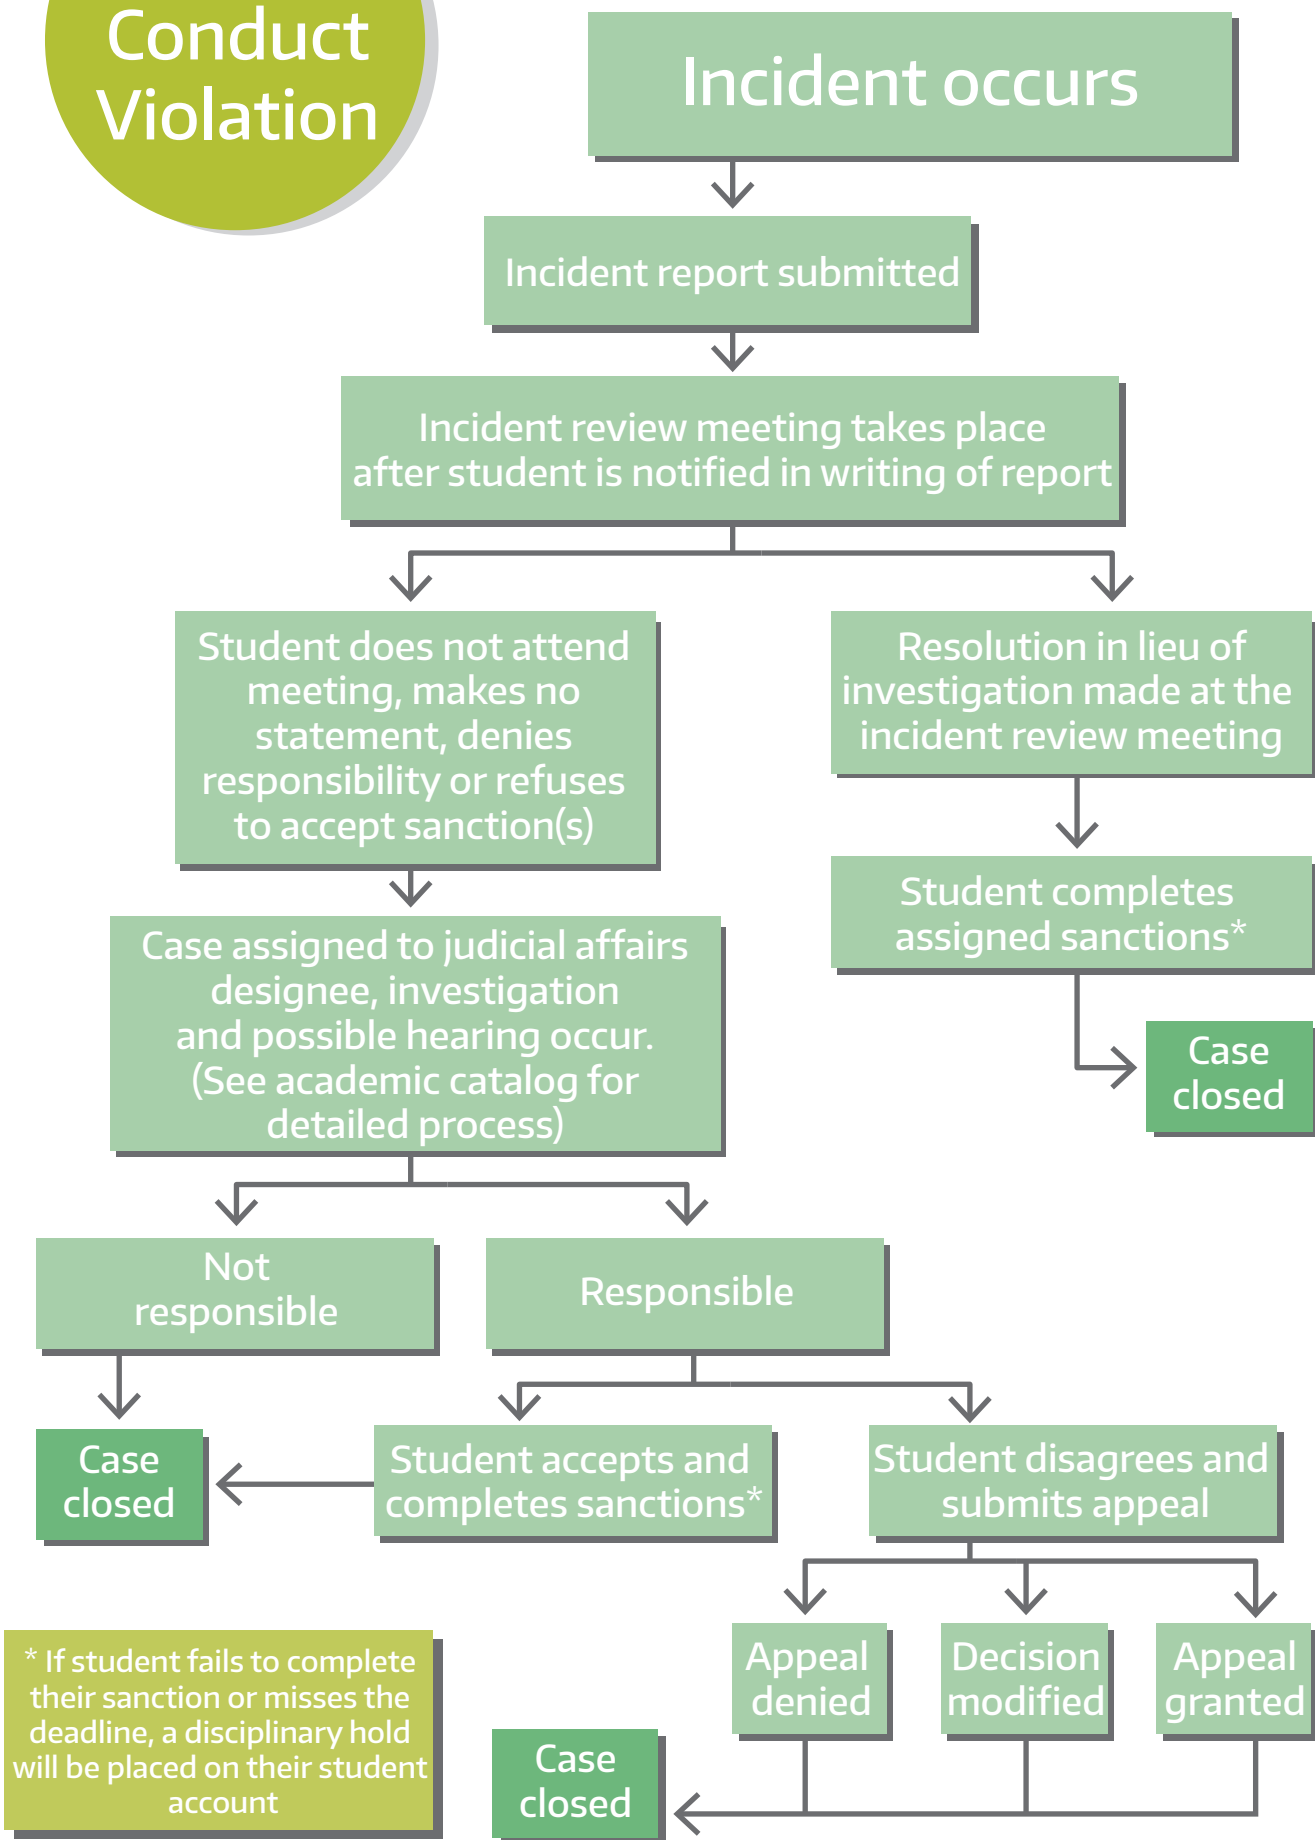 Conduct
Violation
Incident occurs
Incident report submitted
Incident review meeting takes place
after student is notified in writing of report
Student does not attend
meeting, makes no
statement, denies
responsibility or refuses
to accept sanction(s)
Resolution in lieu of
investigation made at the
incident review meeting
Student completes
assigned sanctions*
Case
closed
Case assigned to judicial affairs
designee, investigation
and possible hearing occur.
(See academic catalog for
detailed process)
Not
responsible
Responsible
Case
closed
Student accepts and
completes sanctions*
Student disagrees and
submits appeal
Appeal
denied
Decision
modified
Appeal
granted
Case
closed
* If student fails to complete
their sanction or misses the
deadline, a disciplinary hold
will be placed on their student
account